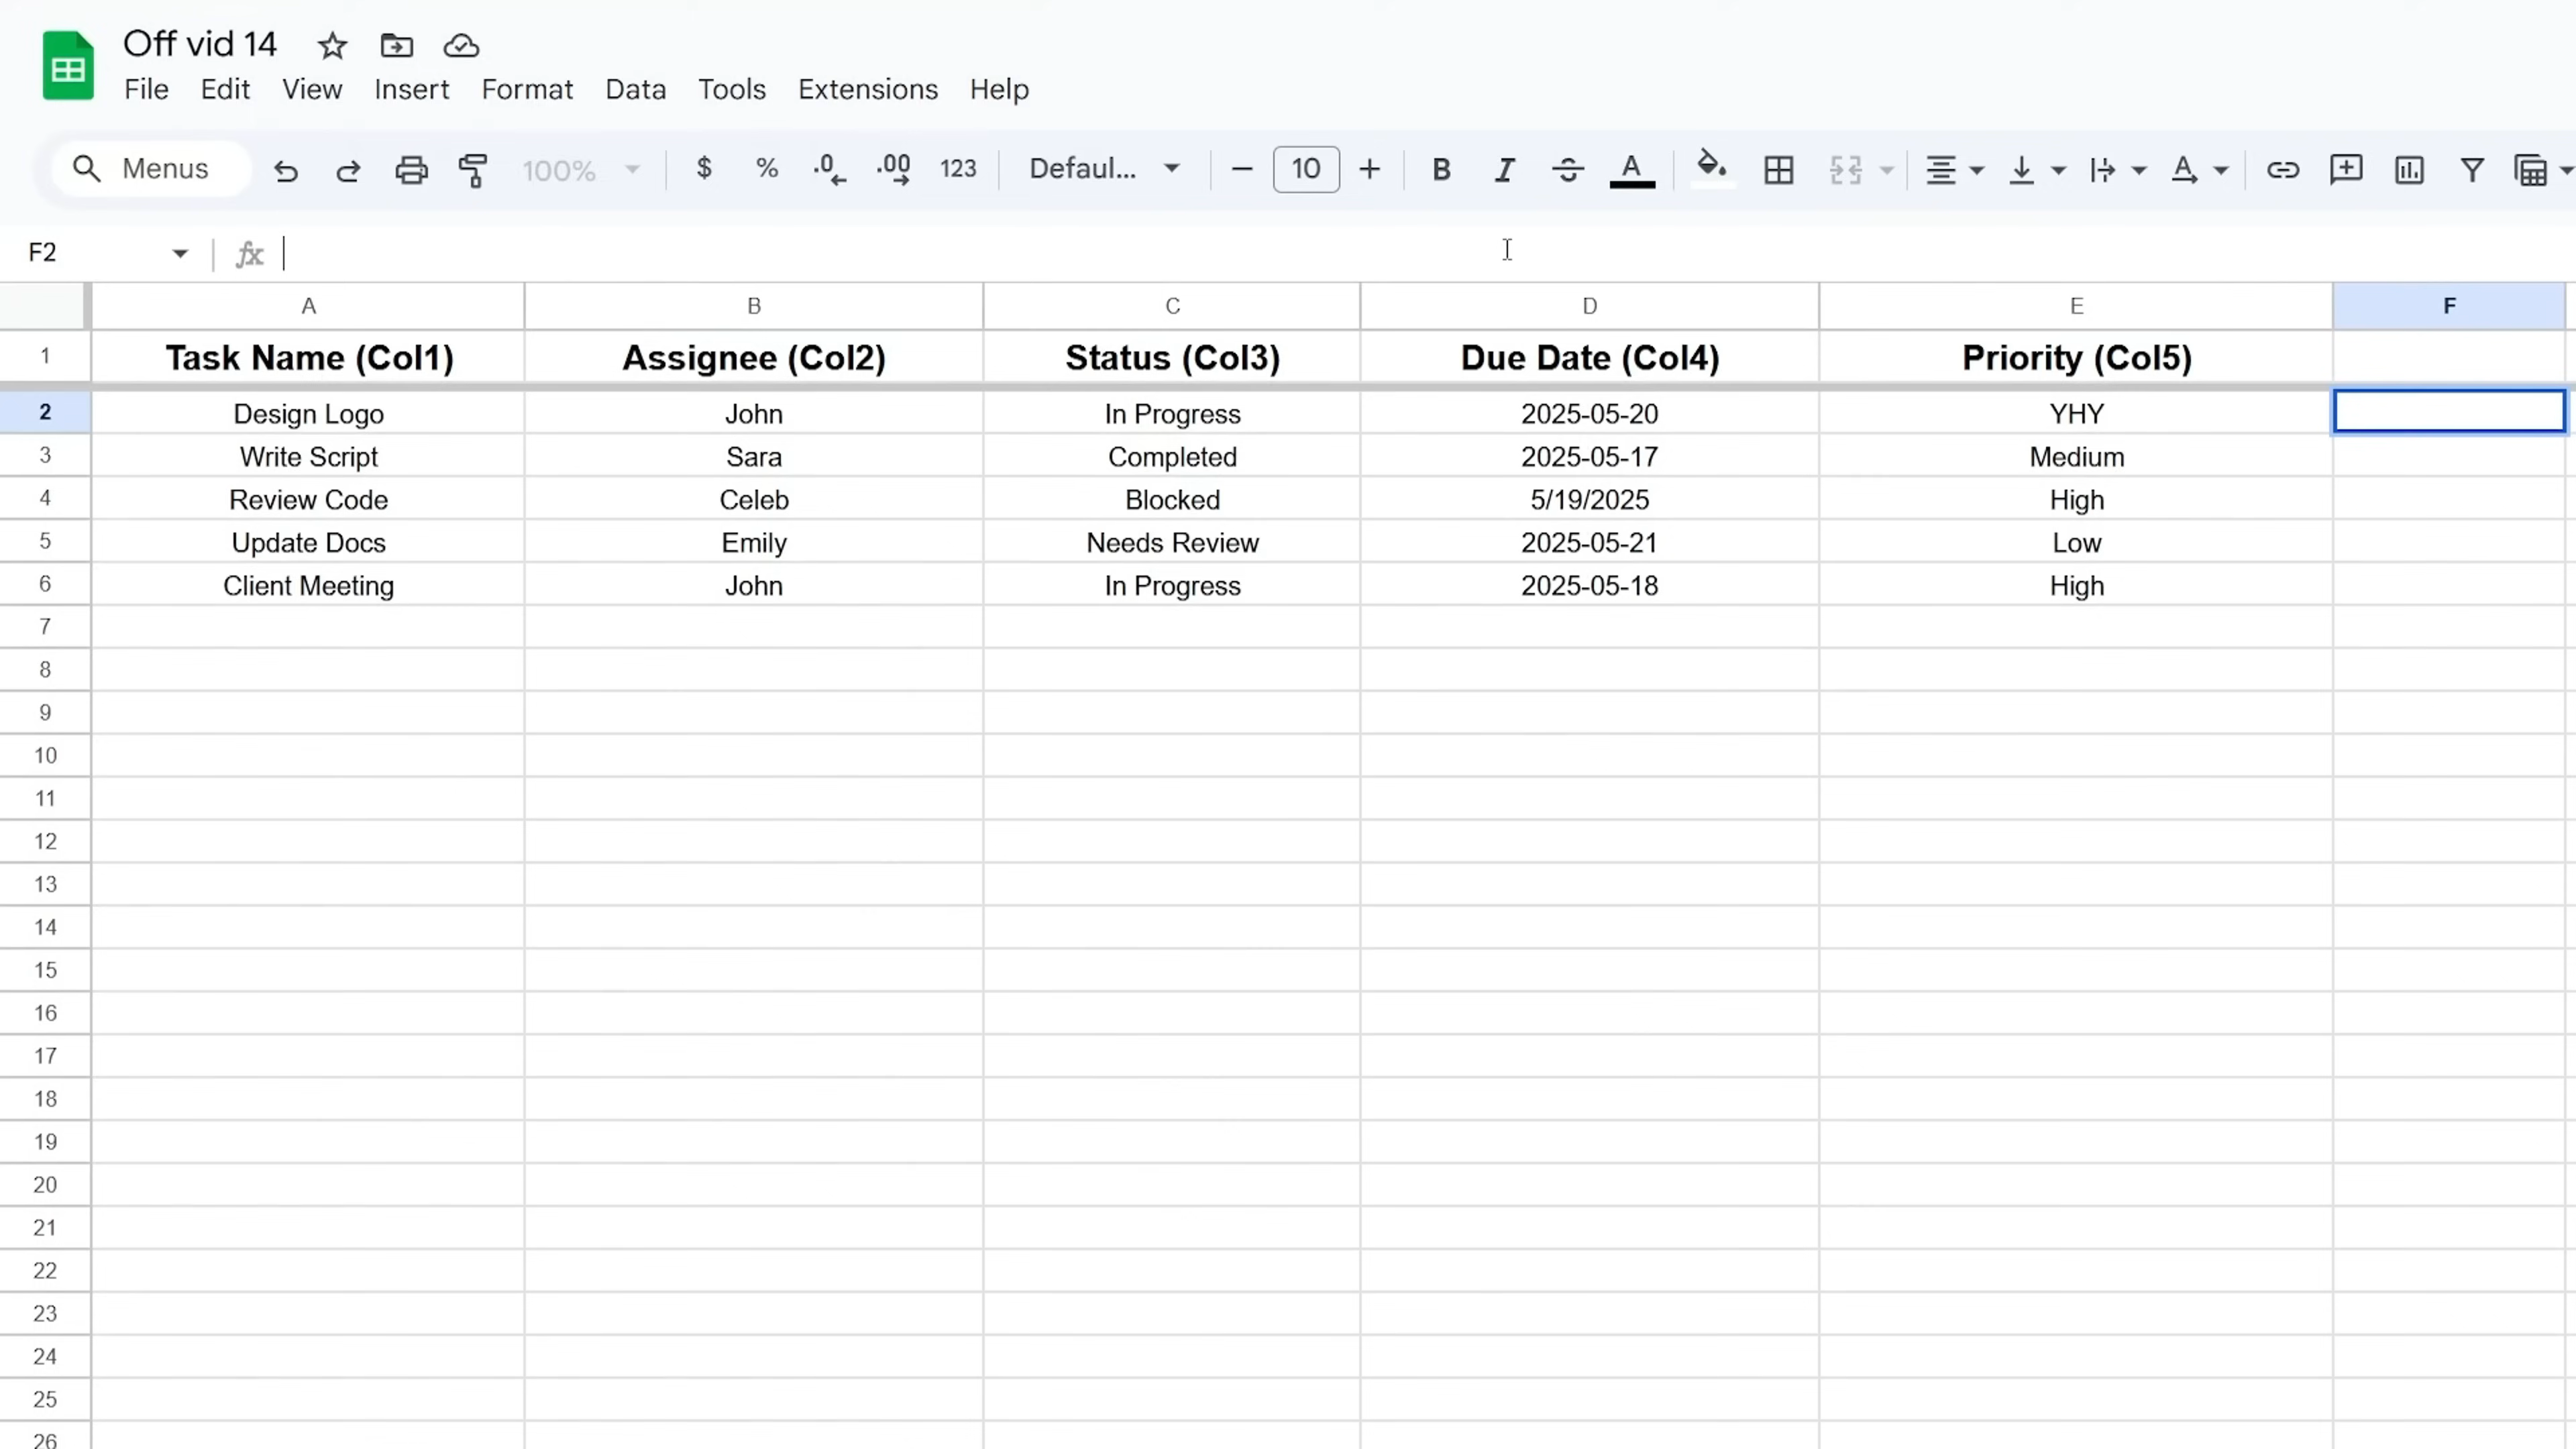 Off vid 14
File Edit View Insert Format Data Tools Extensions Help
Menus 100% $ % .0 .00 123 Defaul... 10 B I A A
F2 fx
A B C D E F
1 Task Name (Col1) Assignee (Col2) Status (Col3) Due Date (Col4) Priority (Col5)
2 Design Logo John In Progress 2025-05-20 YHY
3 Write Script Sara Completed 2025-05-17 Medium
4 Review Code Celeb Blocked 5/19/2025 High
5 Update Docs Emily Needs Review 2025-05-21 Low
6 Client Meeting John In Progress 2025-05-18 High
7
8
9
10
11
12
13
14
15
16
17
18
19
20
21
22
23
24
25
26